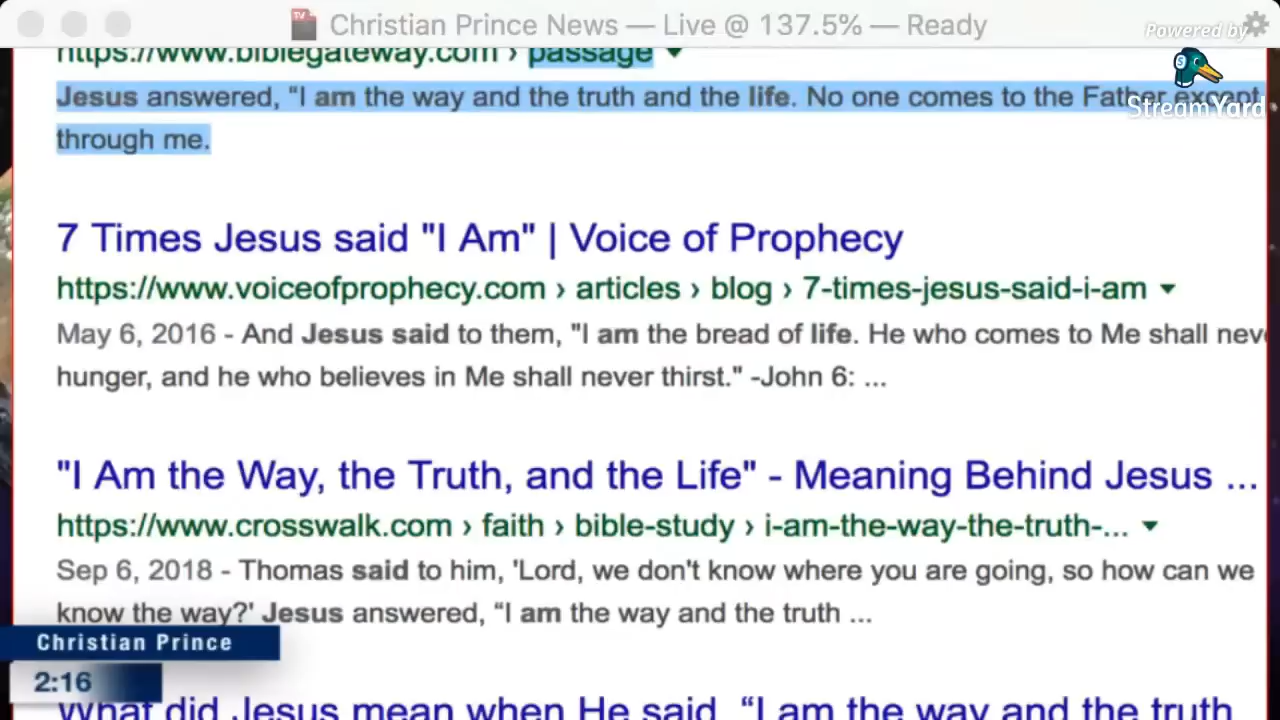 Christian Prince News — Live @ 137.5% — Ready
Powered by
StreamYard
https://www.biblegateway.com › passage
Jesus answered, “I am the way and the truth and the life. No one comes to the Father except
through me.
7 Times Jesus said "I Am" | Voice of Prophecy
https://www.voiceofprophecy.com › articles › blog › 7-times-jesus-said-i-am
May 6, 2016 - And Jesus said to them, "I am the bread of life. He who comes to Me shall
hunger, and he who believes in Me shall never thirst." -John 6: ...
"I Am the Way, the Truth, and the Life" - Meaning Behind Jesus ...
https://www.crosswalk.com › faith › bible-study › i-am-the-way-the-truth-...
Sep 6, 2018 - Thomas said to him, 'Lord, we don't know where you are going, so how can we
know the way?' Jesus answered, “I am the way and the truth ...
Christian Prince
2:16
What did Jesus mean when He said, “I am the way and the truth